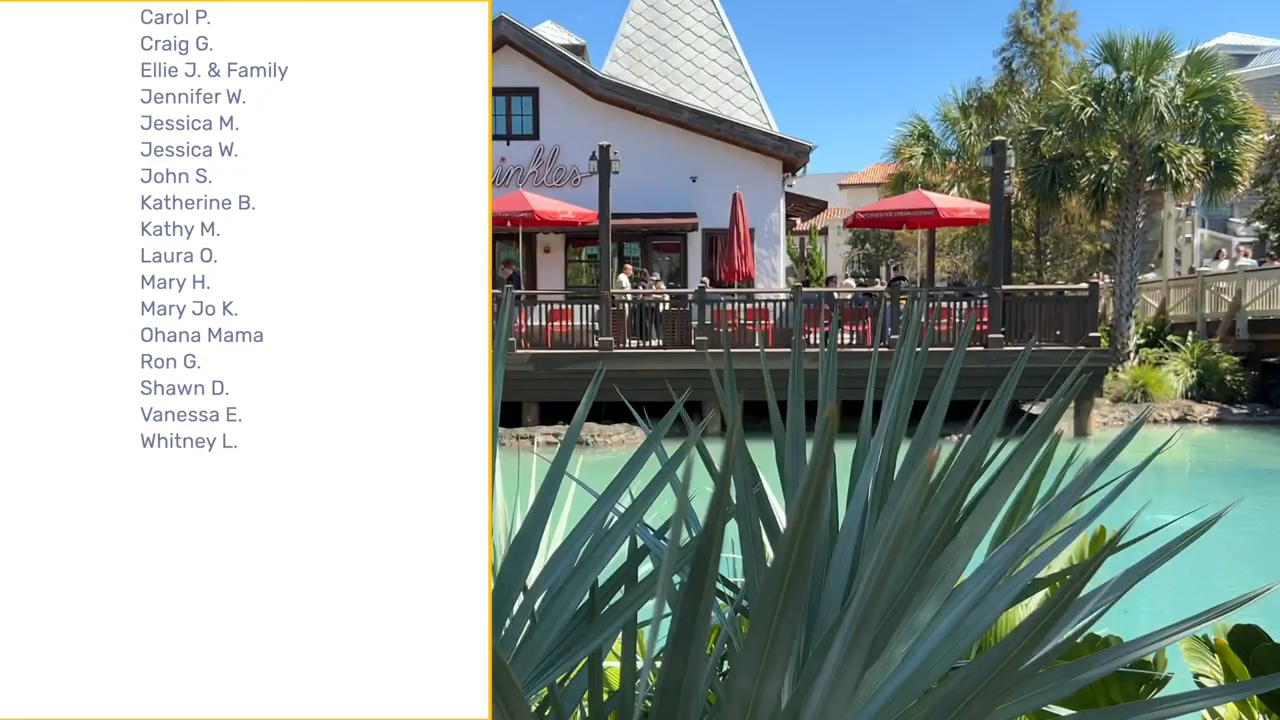 Carol P.
Craig G.
Ellie J. & Family
Jennifer W.
Jessica M.
Jessica W.
John S.
Katherine B.
Kathy M.
Laura O.
Mary H.
Mary Jo K.
Ohana Mama
Ron G.
Shawn D.
Vanessa E.
Whitney L.
inkles